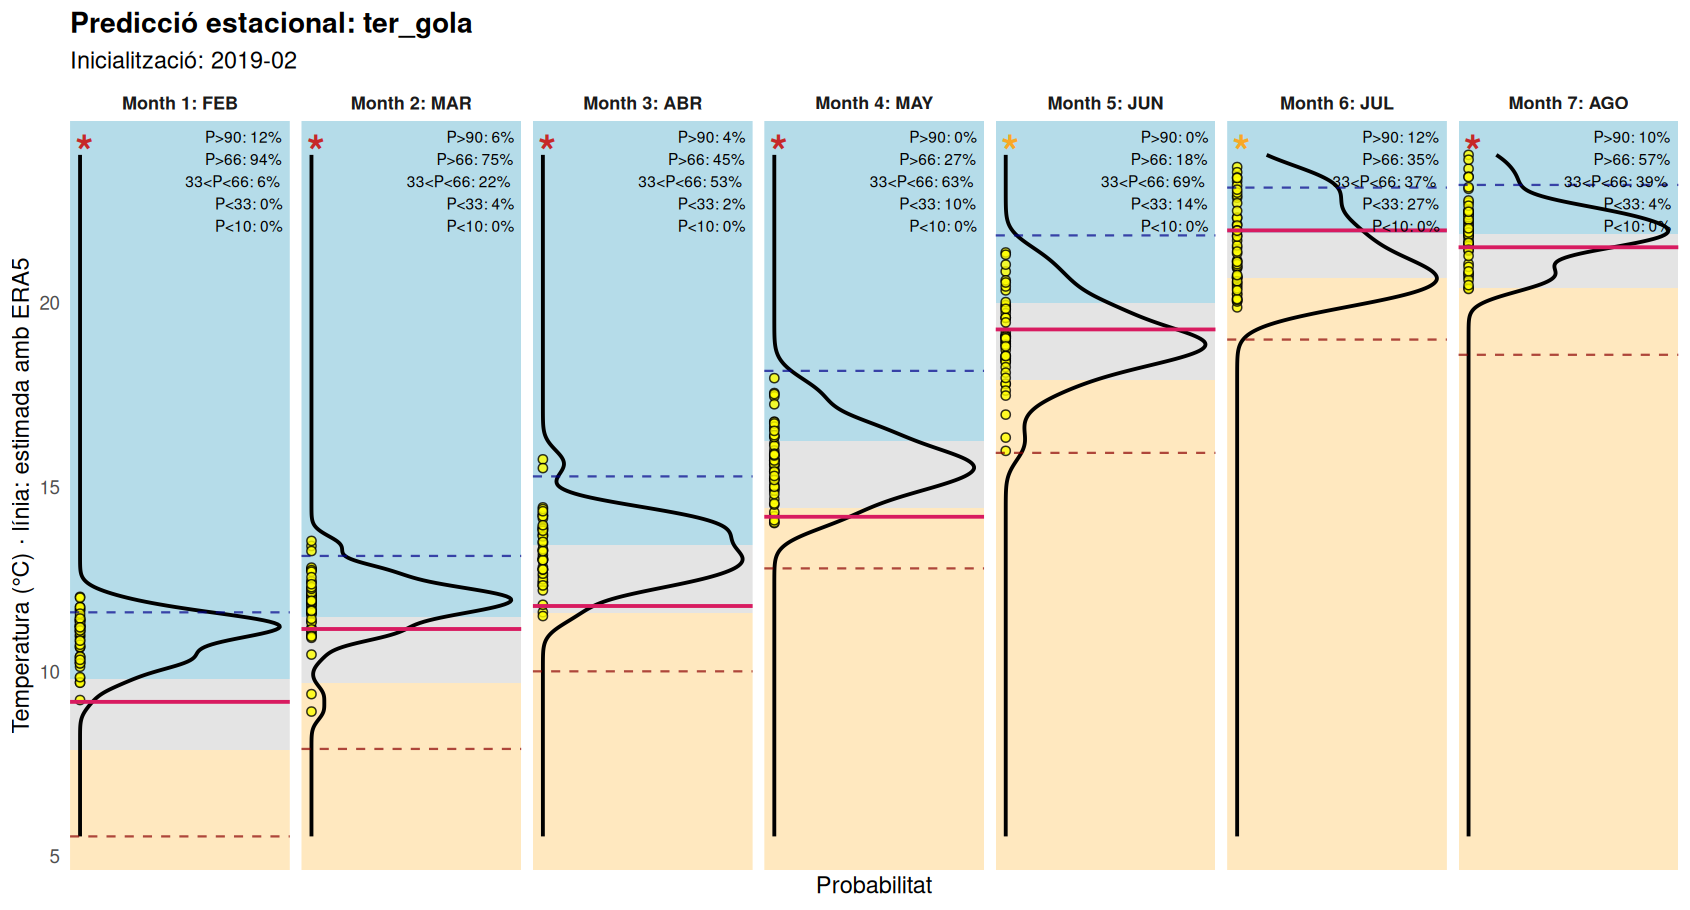 Predicció estacional: ter_gola
Inicialització: 2019-02
Month 1: FEB
Month 2: MAR
Month 3: ABR
Month 4: MAY
Month 5: JUN
Month 6: JUL
Month 7: AGO
P>90: 12%
P>66: 94%
33<P<66: 6%
P<33: 0%
P<10: 0%
P>90: 6%
P>66: 75%
33<P<66: 22%
P<33: 4%
P<10: 0%
P>90: 4%
P>66: 45%
33<P<66: 53%
P<33: 2%
P<10: 0%
P>90: 0%
P>66: 27%
33<P<66: 63%
P<33: 10%
P<10: 0%
P>90: 0%
P>66: 18%
33<P<66: 69%
P<33: 14%
P<10: 0%
P>90: 12%
P>66: 35%
33<P<66: 37%
P<33: 27%
P<10: 0%
P>90: 10%
P>66: 57%
33<P<66: 39%
P<33: 4%
P<10: 0%
Temperatura (°C) · línia: estimada amb ERA5
20
15
10
5
Probabilitat